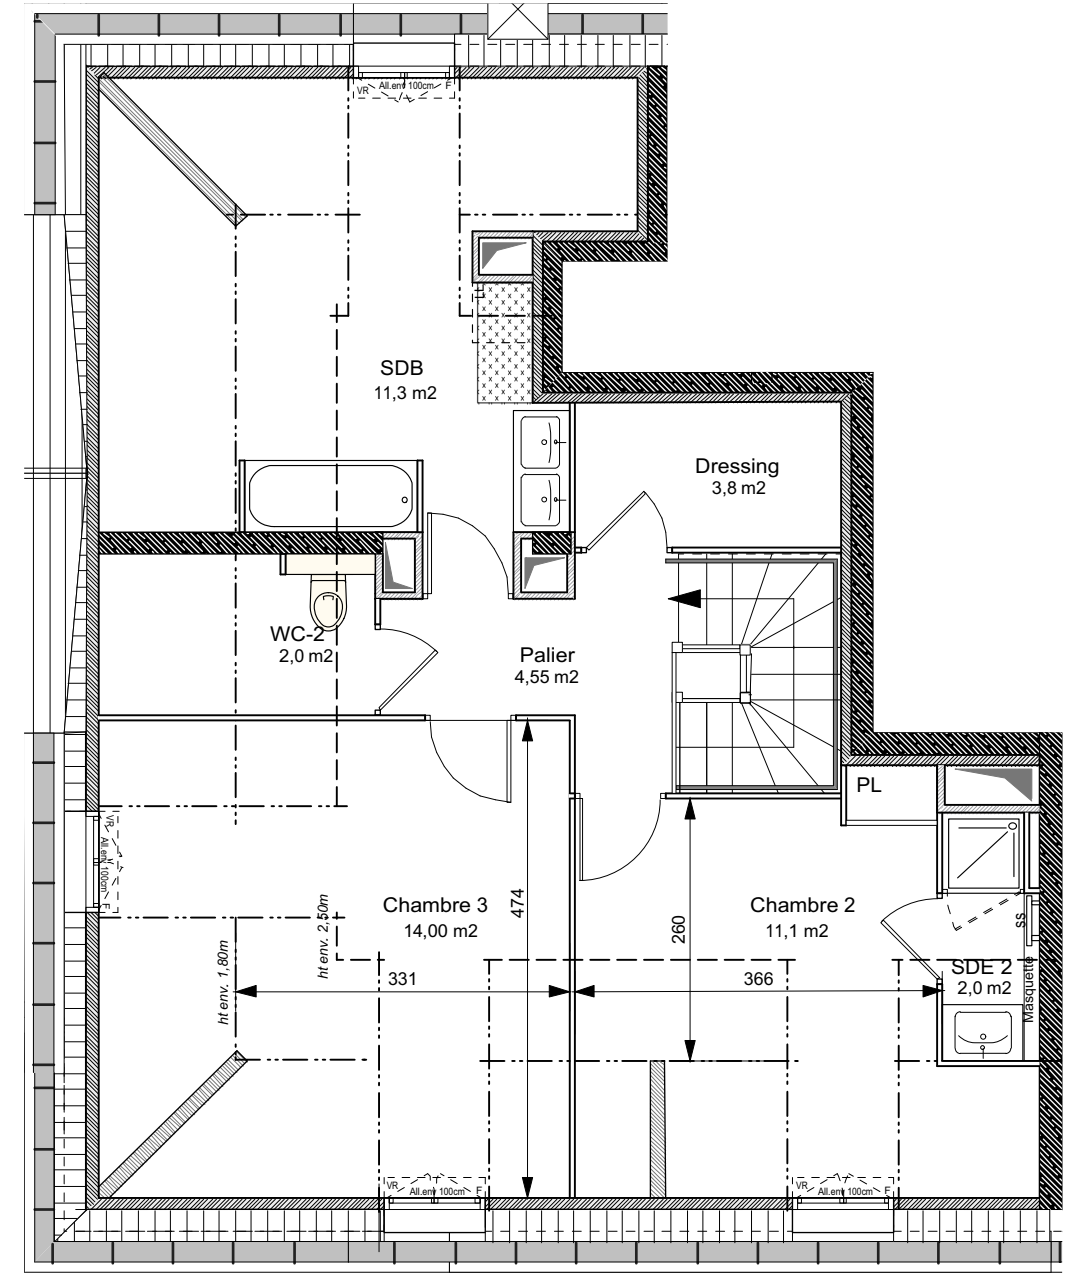 VR All.env 100cm F
SDB
11,3 m2
Dressing
3,8 m2
WC-2
2,0 m2
Palier
4,55 m2
PL
VR
All.env 100cm
F
Chambre 3
14,00 m2
474
Chambre 2
11,1 m2
260
ht env. 1,80m
ht env. 2,50m
331
366
SDE 2
2,0 m2
SS
Masquette
VR All.env 100cm F
VR All.env 100cm F